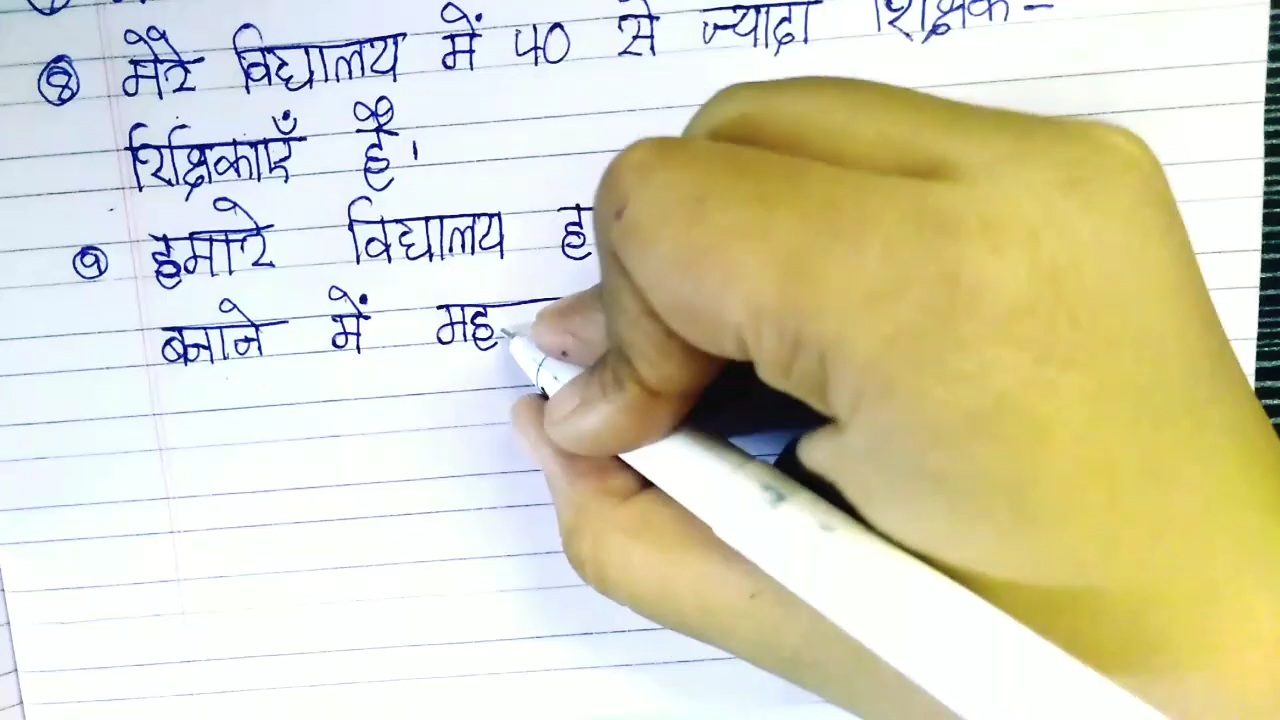 ⑧ मेरे विद्यालय में 40 से ज्यादा शिक्षक-
शिक्षिकाएँ हैं।
⑨ हमारे विद्यालय
बनाने में मह